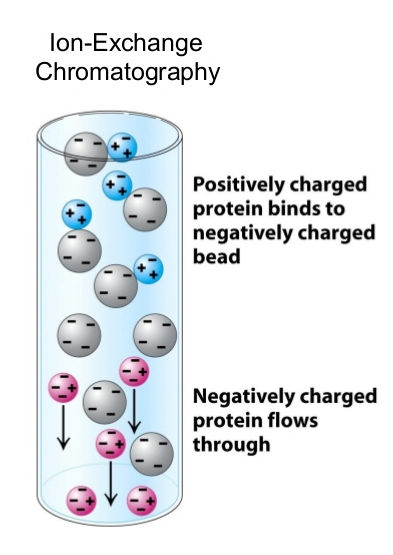 Ion-Exchange
Chromatography
Positively charged
protein binds to
negatively charged
bead
Negatively charged
protein flows
through